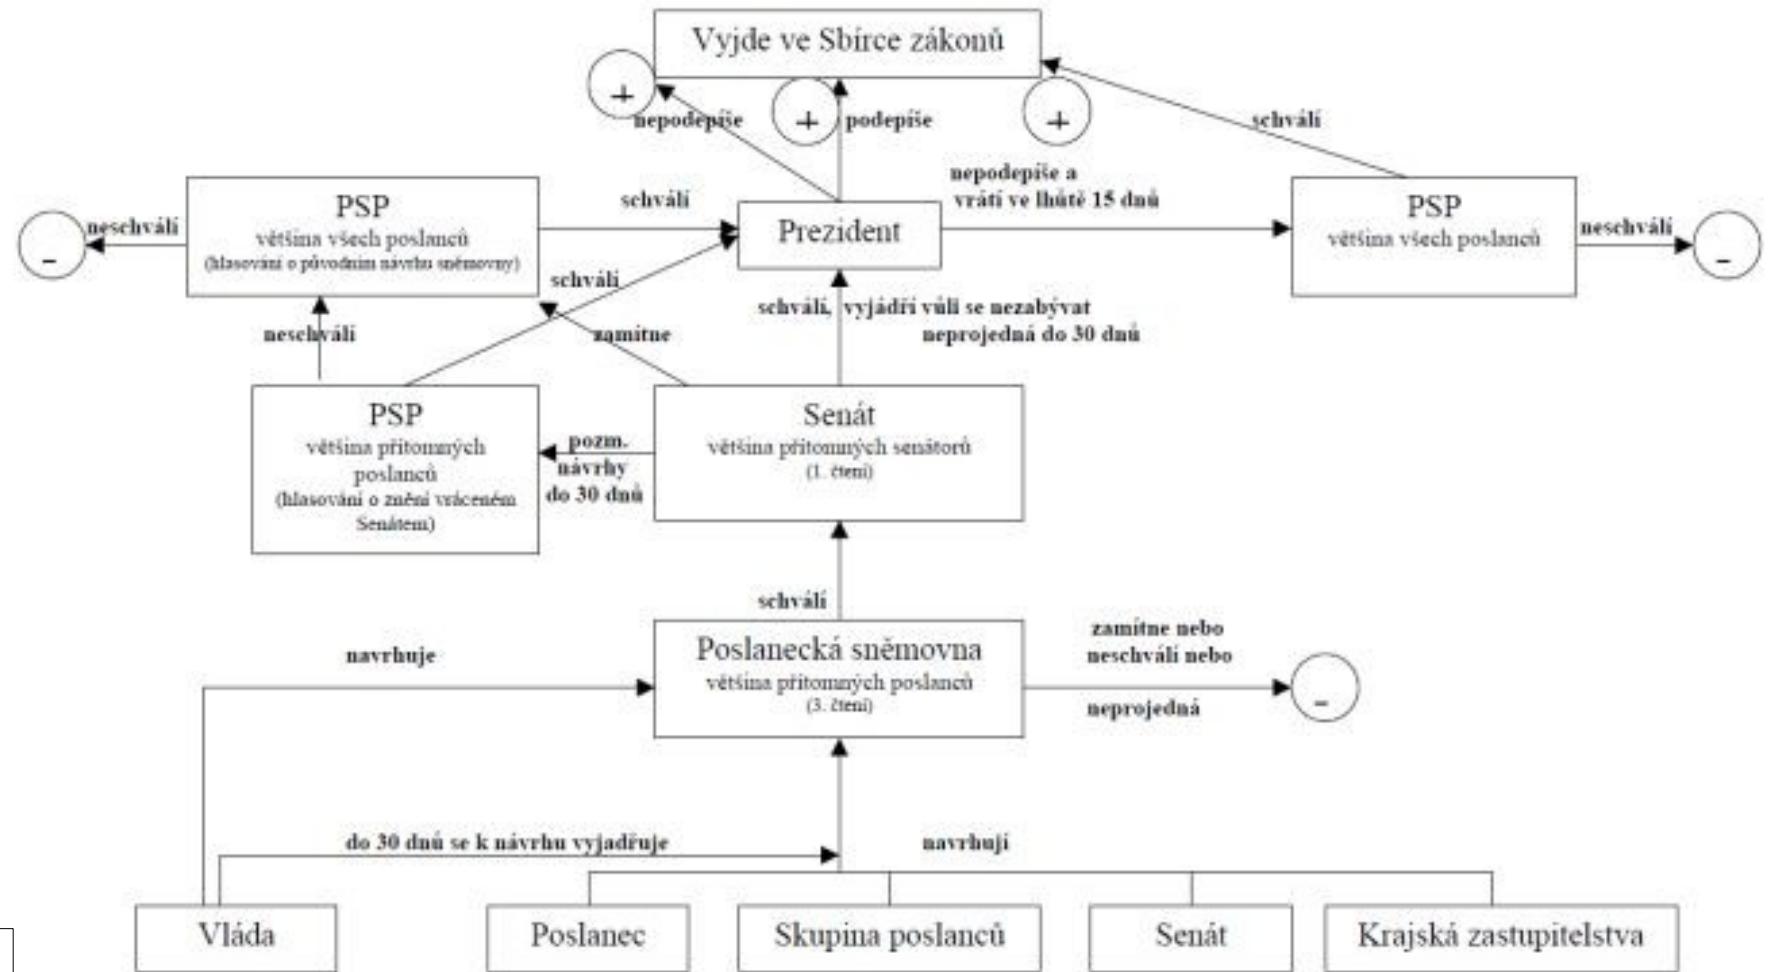 Vyjde ve Sbírce zákonů
+
+
+
nepodepíše
podepíše
schválí
PSP
většina všech poslanců
(hlasování o původním návrhu sněmovny)
neschválí
-
schválí
Prezident
nepodepíše a
vrátí ve lhůtě 15 dnů
PSP
většina všech poslanců
neschválí
-
schválí
neschválí
zamítne
schválí, vyjádří vůli se nezabývat
neprojedná do 30 dnů
PSP
většina přítomných
poslanců
(hlasování o znění vráceném
Senátem)
pozm.
návrhy
do 30 dnů
Senát
většina přítomných senátorů
(1. čtení)
schválí
navrhuje
Poslanecká sněmovna
většina přítomných poslanců
(3. čtení)
zamítne nebo
neschválí nebo
neprojedná
-
do 30 dnů se k návrhu vyjadřuje
navrhují
Vláda
Poslanec
Skupina poslanců
Senát
Krajská zastupitelstva